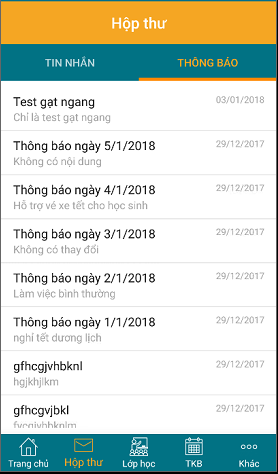 Hộp thư
TIN NHẮN
THÔNG BÁO
Test gạt ngang
03/01/2018
Chỉ là test gạt ngang
Thông báo ngày 5/1/2018
29/12/2017
Không có nội dung
Thông báo ngày 4/1/2018
29/12/2017
Hỗ trợ vé xe tết cho học sinh
Thông báo ngày 3/1/2018
29/12/2017
Không có thay đổi
Thông báo ngày 2/1/2018
29/12/2017
Làm việc bình thường
Thông báo ngày 1/1/2018
29/12/2017
nghỉ tết dương lịch
gfhcgjvhbknl
29/12/2017
hgjkhjlkm
gfhcgvjbkl
29/12/2017
Trang chủ
Hộp thư
Lớp học
TKB
Khác